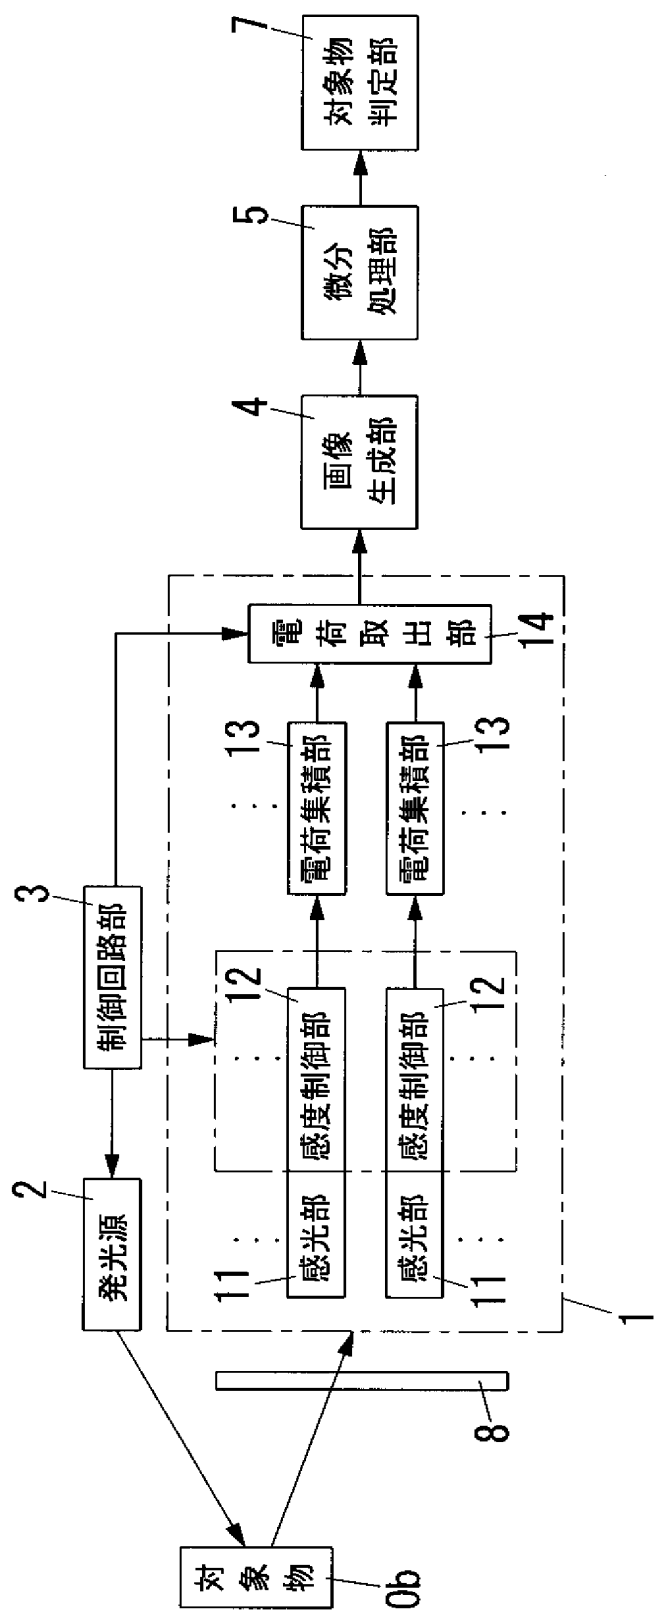 対象物
Ob
発光源
2
制御回路部
3
8
1
感光部
11
感度制御部
12
電荷集積部
13
感光部
11
感度制御部
12
電荷集積部
13
電荷取出部
14
画像
生成部
4
微分
処理部
5
対象物
判定部
7